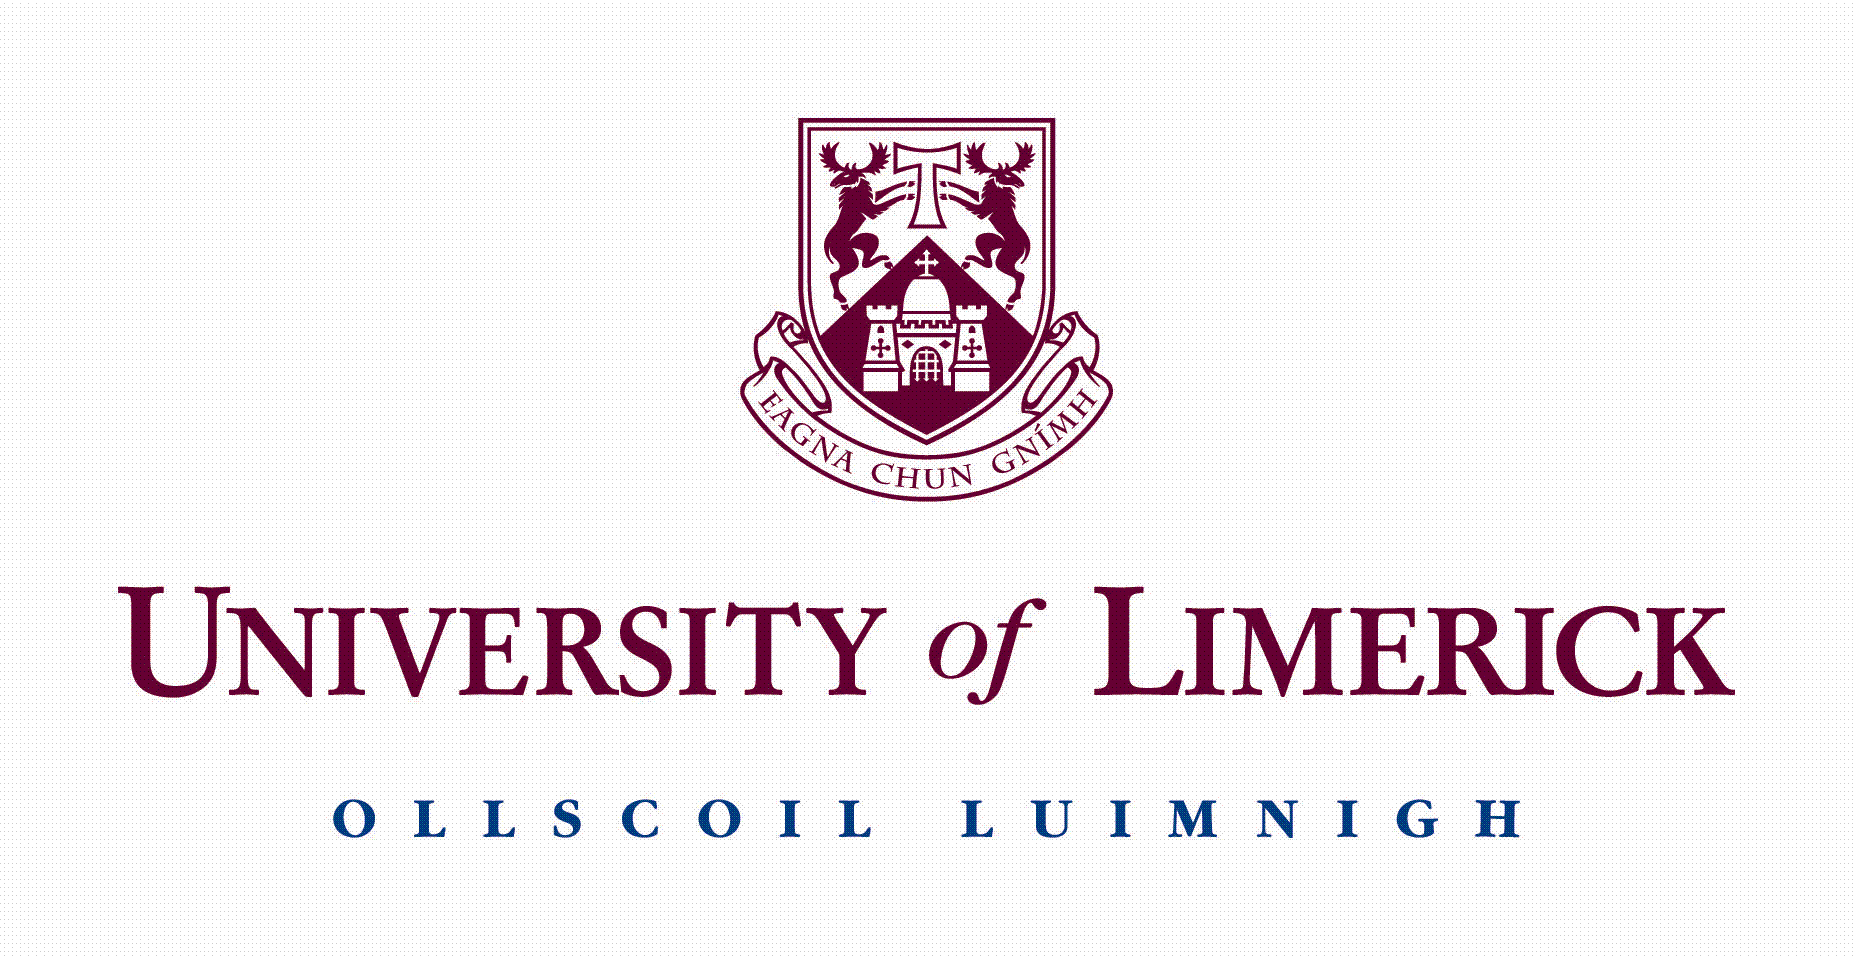 EAGNA CHUN GNÍMH
UNIVERSITY of LIMERICK
OLLSCOIL LUIMNIGH